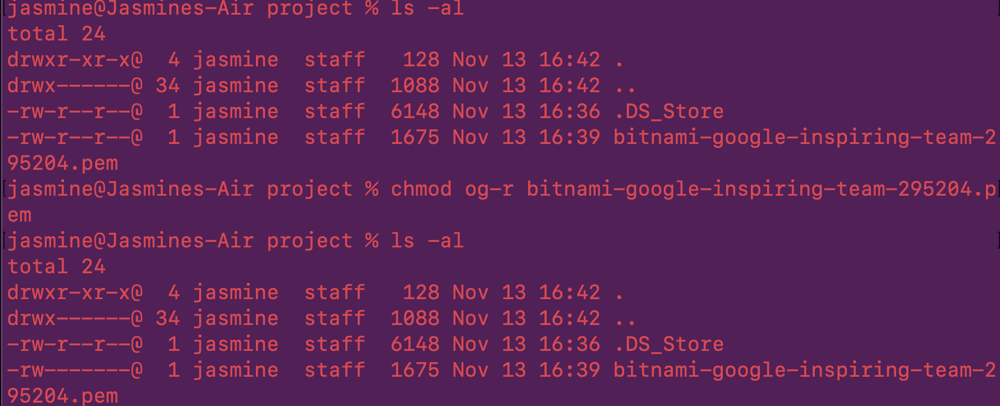 jasmine@Jasmines-Air project % ls -al
total 24
drwxr-xr-x@  4 jasmine  staff   128 Nov 13 16:42 .
drwx------@ 34 jasmine  staff  1088 Nov 13 16:42 ..
-rw-r--r--@  1 jasmine  staff  6148 Nov 13 16:36 .DS_Store
-rw-r--r--@  1 jasmine  staff  1675 Nov 13 16:39 bitnami-google-inspiring-team-2
95204.pem
[jasmine@Jasmines-Air project % chmod og-r bitnami-google-inspiring-team-295204.p]
em
[jasmine@Jasmines-Air project % ls -al ]
total 24
drwxr-xr-x@  4 jasmine  staff   128 Nov 13 16:42 .
drwx------@ 34 jasmine  staff  1088 Nov 13 16:42 ..
-rw-r--r--@  1 jasmine  staff  6148 Nov 13 16:36 .DS_Store
-rw-------@  1 jasmine  staff  1675 Nov 13 16:39 bitnami-google-inspiring-team-2
95204.pem